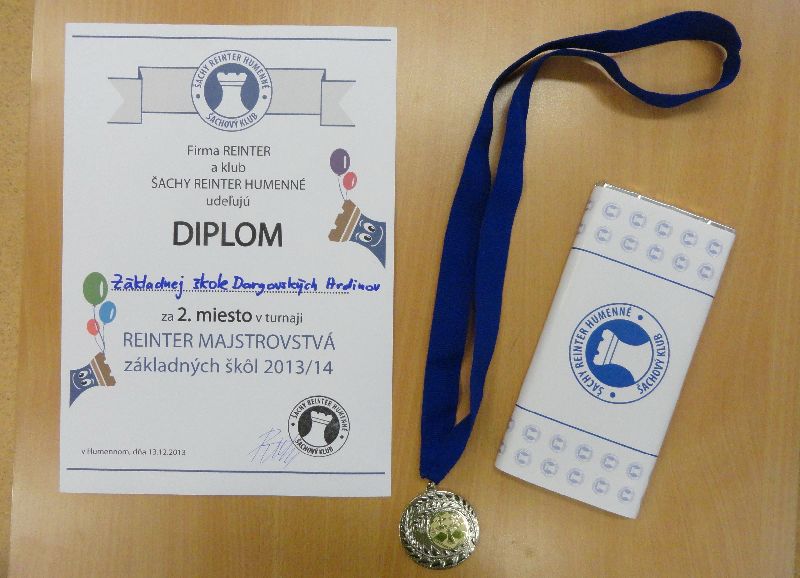 ŠACHY REINTER HUMENNÉ
ŠACHOVÝ KLUB
Firma REINTER
a klub
ŠACHY REINTER HUMENNÉ
udeľujú
DIPLOM
Základnej škole Dargovských Hrdinov
za 2. miesto v turnaji
REINTER MAJSTROVSTVÁ
základných škôl 2013/14
ŠACHY REINTER HUMENNÉ
ŠACHOVÝ KLUB
v Humennom, dňa 13.12.2013
ŠACHY REINTER HUMENNÉ
ŠACHOVÝ KLUB